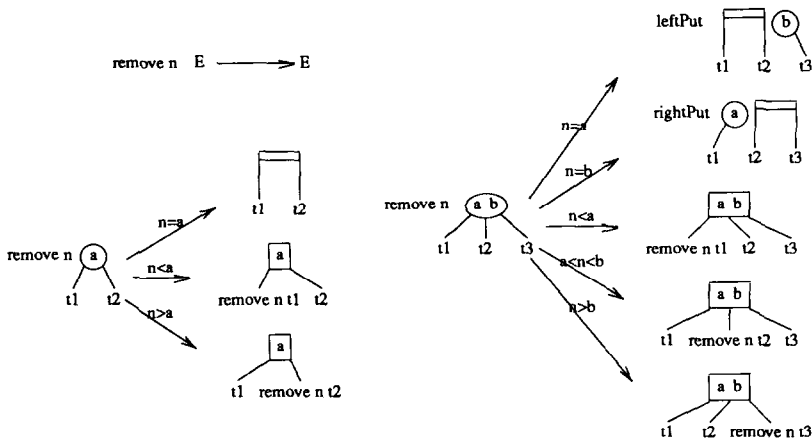 remove n E E
n=a
t1 t2
remove n a
n<a
t1 t2
a
remove n t1 t2
n>a
a
t1 remove n t2
leftPut b
t1 t2 t3
n=a
rightPut a
t1 t2 t3
n=b
remove n a b
t1 t2 t3
n<a
a b
remove n t1 t2 t3
a<n<b
a b
t1 remove n t2 t3
n>b
a b
t1 t2 remove n t3